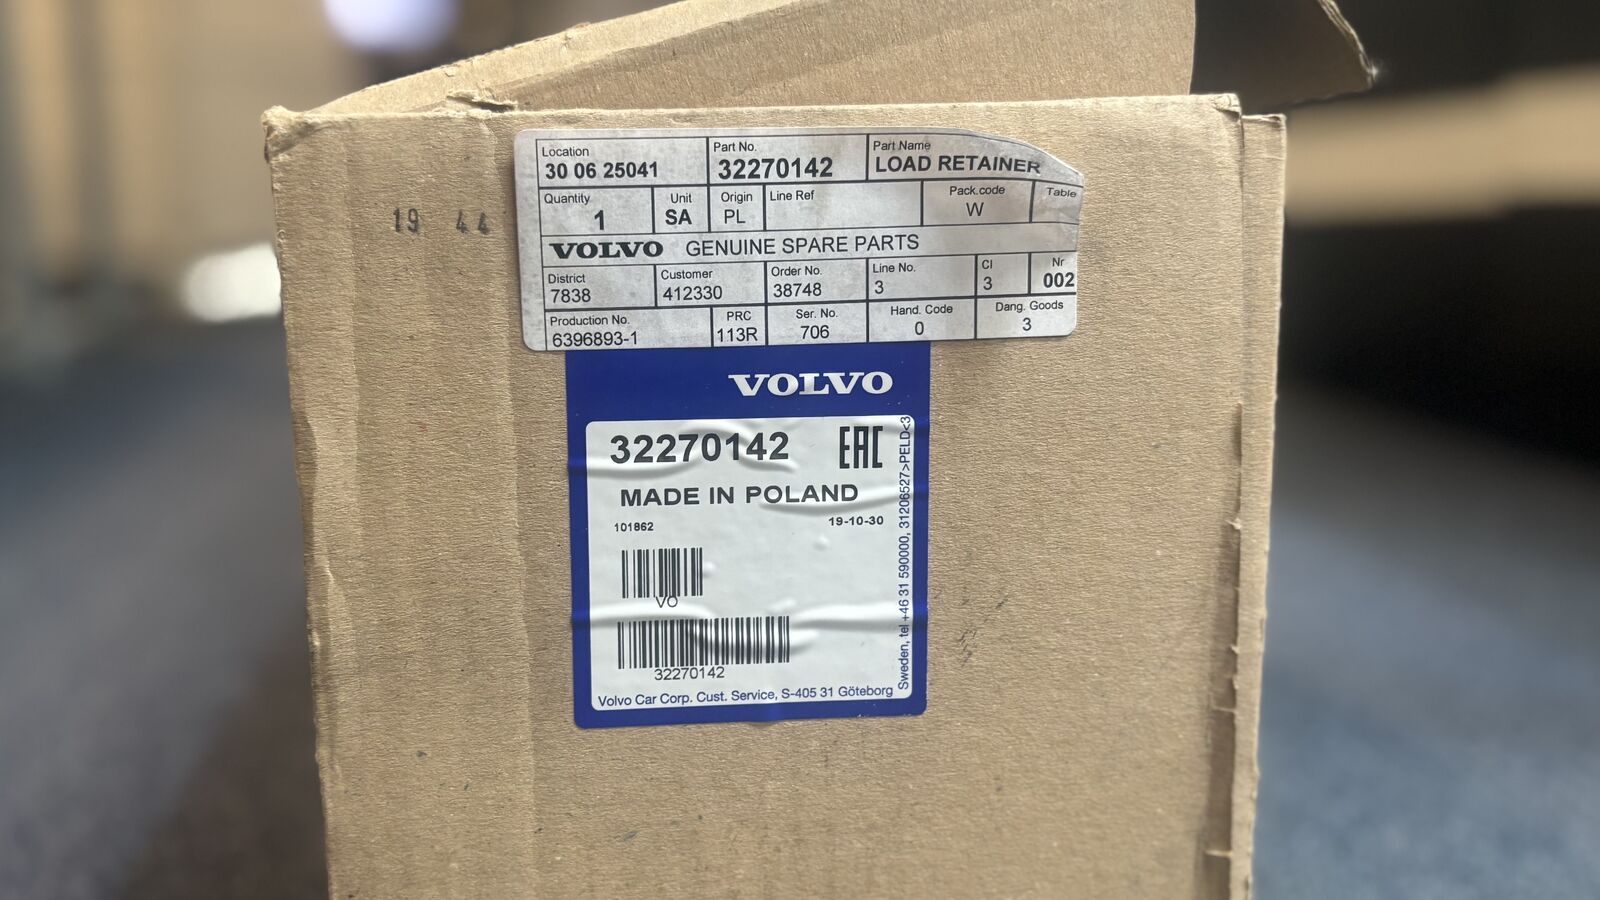 Location
30 06 25041
Part No.
32270142
Part Name
LOAD RETAINER
Quantity
1
Unit
SA
Origin
PL
Line Ref
Pack.code
W
Table
VOLVO GENUINE SPARE PARTS
District
7838
Customer
412330
Order No.
38748
Line No.
3
CI
3
Nr
002
Production No.
6396893-1
PRC
113R
Ser. No.
706
Hand. Code
0
Dang. Goods
3
19 44
VOLVO
32270142 EAC
MADE IN POLAND
101862 19-10-30
VO
32270142
Volvo Car Corp. Cust. Service, S-405 31 Göteborg
Sweden, tel +46 31 590000, 31206527>PELD<3